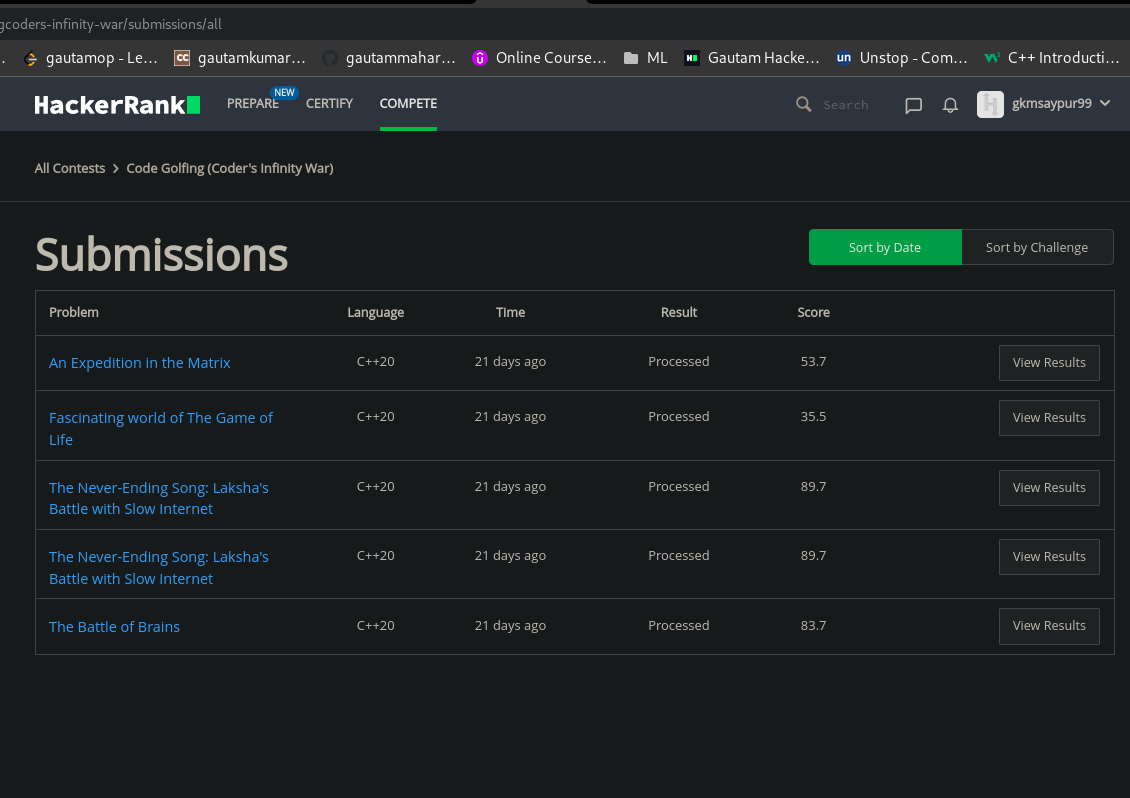 gcoders-infinity-war/submissions/all
gautamop - Le... gautamkumar... gautammahar... Online Course... ML Gautam Hacke... Unstop - Com... C++ Introducti...
HackerRank PREPARE NEW CERTIFY COMPETE Search gkmsaypur99
All Contests > Code Golfing (Coder's Infinity War)
Submissions Sort by Date Sort by Challenge
Problem Language Time Result Score
An Expedition in the Matrix C++20 21 days ago Processed 53.7 View Results
Fascinating world of The Game of C++20 21 days ago Processed 35.5 View Results
Life
The Never-Ending Song: Laksha's C++20 21 days ago Processed 89.7 View Results
Battle with Slow Internet
The Never-Ending Song: Laksha's C++20 21 days ago Processed 89.7 View Results
Battle with Slow Internet
The Battle of Brains C++20 21 days ago Processed 83.7 View Results